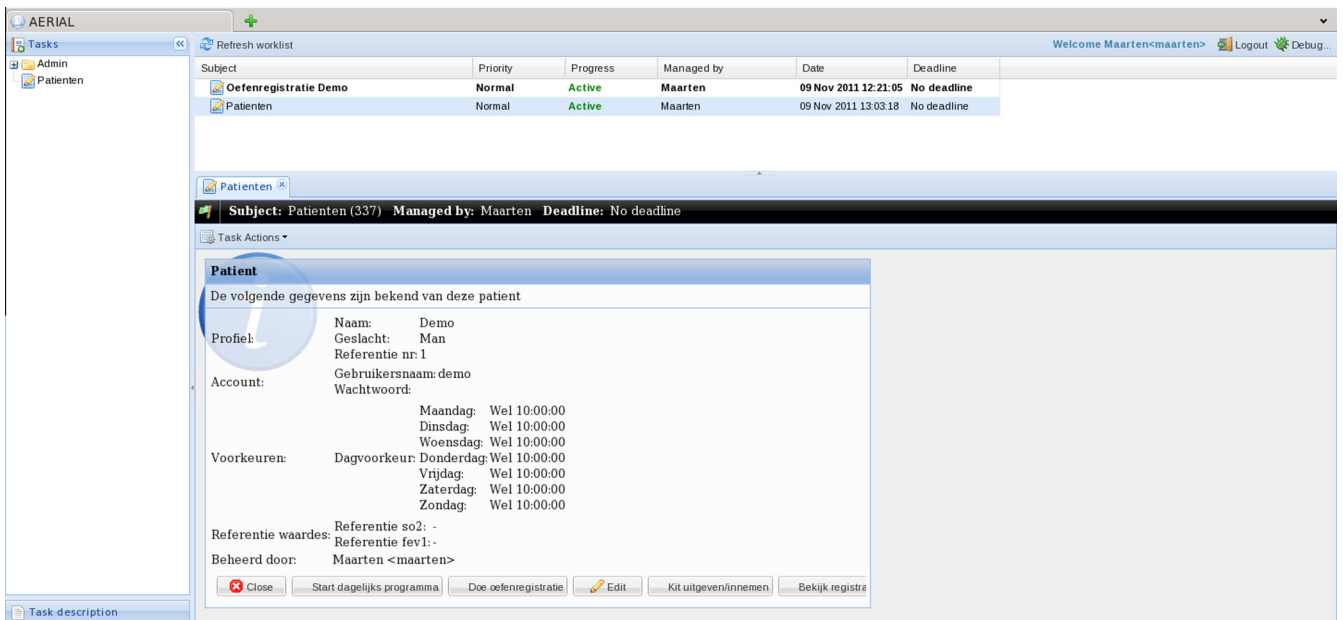 AERIAL
Tasks
Refresh worklist
Welcome Maarten<maarten> Logout Debug...
Admin
Patienten
Subject Priority Progress Managed by Date Deadline
Oefenregistratie Demo Normal Active Maarten 09 Nov 2011 12:21:05 No deadline
Patienten Normal Active Maarten 09 Nov 2011 13:03:18 No deadline
Patienten
Subject: Patienten (337) Managed by: Maarten Deadline: No deadline
Task Actions
Patient
De volgende gegevens zijn bekend van deze patient
Profiel:
Naam: Demo
Geslacht: Man
Referentie nr: 1
Account:
Gebruikersnaam: demo
Wachtwoord:
Voorkeuren:
Dagvoorkeur:
Maandag: Wel 10:00:00
Dinsdag: Wel 10:00:00
Woensdag: Wel 10:00:00
Donderdag: Wel 10:00:00
Vrijdag: Wel 10:00:00
Zaterdag: Wel 10:00:00
Zondag: Wel 10:00:00
Referentie waardes:
Referentie so2: -
Referentie fev1: -
Beheerd door: Maarten <maarten>
Close Start dagelijks programma Doe oefenregistratie Edit Kit uitgeven/innemen Bekijk registra
Task description